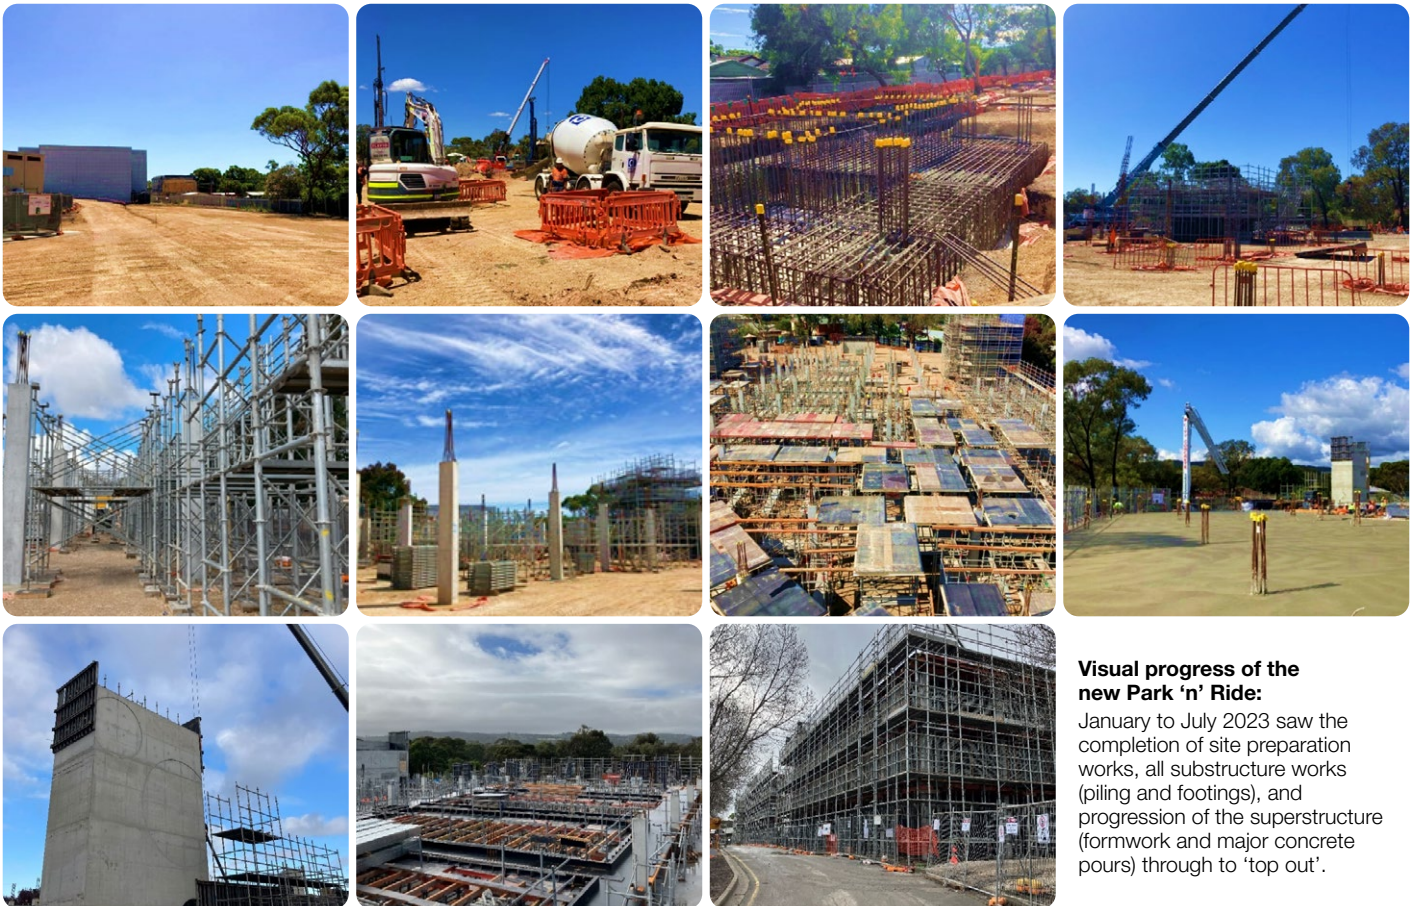 Visual progress of the
new Park ‘n’ Ride:
January to July 2023 saw the
completion of site preparation
works, all substructure works
(piling and footings), and
progression of the superstructure
(formwork and major concrete
pours) through to ‘top out’.